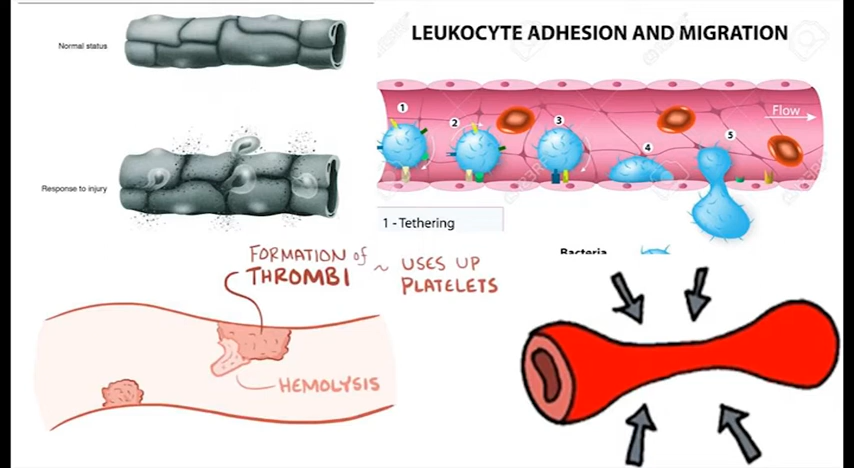 Normal status
Response to injury
LEUKOCYTE ADHESION AND MIGRATION
1
2
3
4
5
Flow
1 - Tethering
Bacteria
FORMATION of
THROMBI ~ USES UP
PLATELETS
HEMOLYSIS